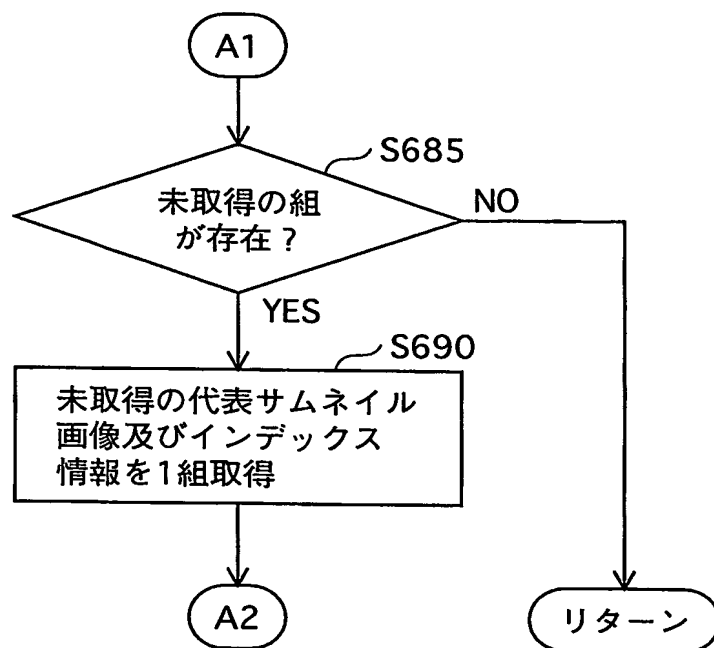 A1
S685
未取得の組
が存在？
NO
YES
S690
未取得の代表サムネイル
画像及びインデックス
情報を1組取得
A2
リターン